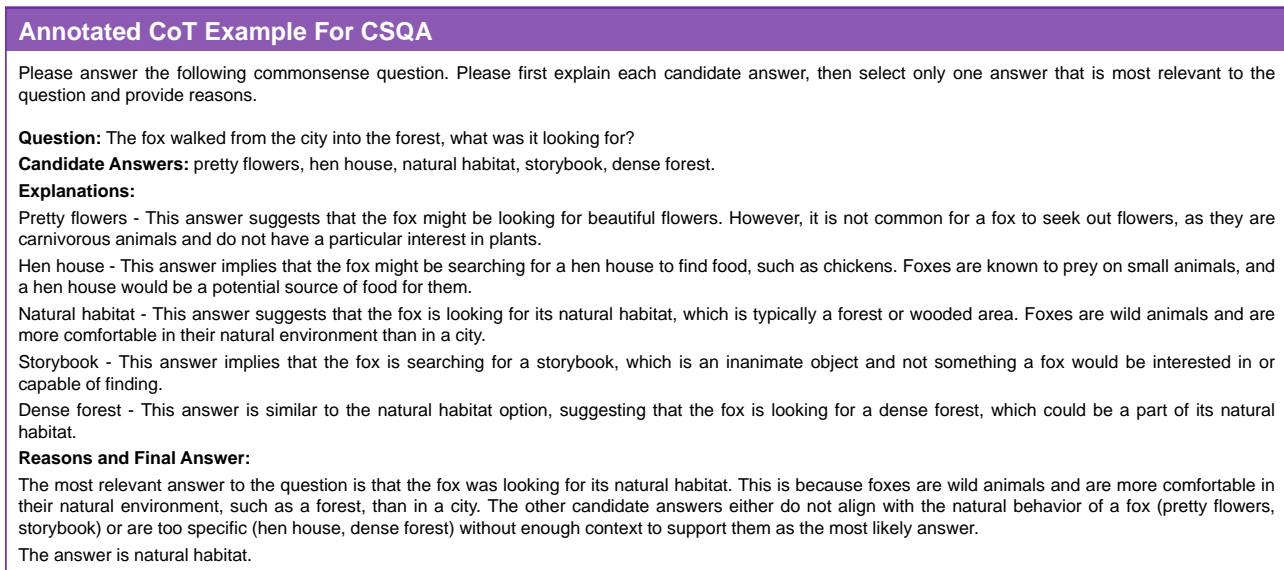 Annotated CoT Example For CSQA
Please answer the following commonsense question. Please first explain each candidate answer, then select only one answer that is most relevant to the
question and provide reasons.
Question: The fox walked from the city into the forest, what was it looking for?
Candidate Answers: pretty flowers, hen house, natural habitat, storybook, dense forest.
Explanations:
Pretty flowers - This answer suggests that the fox might be looking for beautiful flowers. However, it is not common for a fox to seek out flowers, as they are
carnivorous animals and do not have a particular interest in plants.
Hen house - This answer implies that the fox might be searching for a hen house to find food, such as chickens. Foxes are known to prey on small animals, and
a hen house would be a potential source of food for them.
Natural habitat - This answer suggests that the fox is looking for its natural habitat, which is typically a forest or wooded area. Foxes are wild animals and are
more comfortable in their natural environment than in a city.
Storybook - This answer implies that the fox is searching for a storybook, which is an inanimate object and not something a fox would be interested in or
capable of finding.
Dense forest - This answer is similar to the natural habitat option, suggesting that the fox is looking for a dense forest, which could be a part of its natural
habitat.
Reasons and Final Answer:
The most relevant answer to the question is that the fox was looking for its natural habitat. This is because foxes are wild animals and are more comfortable in
their natural environment, such as a forest, than in a city. The other candidate answers either do not align with the natural behavior of a fox (pretty flowers,
storybook) or are too specific (hen house, dense forest) without enough context to support them as the most likely answer.
The answer is natural habitat.